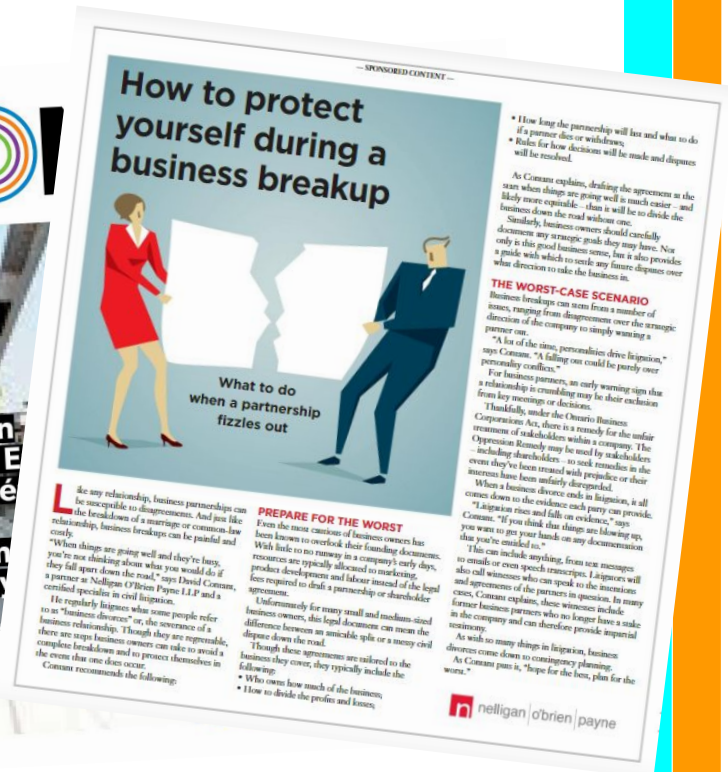 — SPONSORED CONTENT —
How to protect
yourself during a
business breakup
What to do
when a partnership
fizzles out
Like any relationship, business partnerships can
be susceptible to disagreements. And just like
the breakdown of a marriage or common-law
relationship, business breakups can be painful and
costly.
"When things are going well and they're busy,
you're not thinking about what you would do if
they fall apart down the road," says David Contant,
a partner at Nelligan O'Brien Payne LLP and a
certified specialist in civil litigation.
He regularly litigates what some people refer
to as "business divorces" or, the severance of a
business relationship. Though they are regrettable,
there are steps business owners can take to avoid a
complete breakdown and to protect themselves in
the event that one does occur.
Contant recommends the following:
PREPARE FOR THE WORST
Even the most cautious of business owners has
been known to overlook their founding documents.
With little to no runway in a company's early days,
resources are typically allocated to marketing,
product development and labour instead of the legal
fees required to draft a partnership or shareholder
agreement.
Unfortunately for many small and medium-sized
business owners, this legal document can mean the
difference between an amicable split or a messy civil
dispute down the road.
Though these agreements are tailored to the
business they cover, they typically include the
following:
• Who owns how much of the business;
• How to divide the profits and losses;
• How long the partnership will last and what to do
if a partner dies or withdraws;
• Rules for how decisions will be made and disputes
will be resolved.
As Contant explains, drafting the agreement at the
start when things are going well is much easier – and
likely more equitable – than it will be to divide the
business down the road without one.
Similarly, business owners should carefully
document any strategic goals they may have. Not
only is this good business sense, but it also provides
a guide with which to settle any future disputes over
what direction to take the business in.
THE WORST-CASE SCENARIO
Business breakups can stem from a number of
issues, ranging from disagreement over the strategic
direction of the company to simply wanting a
partner out.
"A lot of the time, personalities drive litigation,"
says Contant. "A falling out could be purely over
personality conflicts."
For business partners, an early warning sign that
a relationship is crumbling may be their exclusion
from key meetings or decisions.
Thankfully, under the Ontario Business
Corporations Act, there is a remedy for the unfair
treatment of stakeholders within a company. The
Oppression Remedy may be used by stakeholders
– including shareholders – to seek remedies in the
event they've been treated with prejudice or their
interests have been unfairly disregarded.
When a business divorce ends in litigation, it all
comes down to the evidence each party can provide.
"Litigation rises and falls on evidence," says
Contant. "If you think that things are blowing up,
you want to get your hands on any documentation
that you're entitled to."
This can include anything, from text messages
to emails or even speech transcripts. Litigators will
also call witnesses who can speak to the intentions
and agreements of the partners in question. In many
cases, Contant explains, these witnesses include
former business partners who no longer have a stake
in the company and can therefore provide impartial
testimony.
As with so many things in litigation, business
divorces come down to contingency planning.
As Contant puts it, "hope for the best, plan for the
worst."
n nelligan | o'brien | payne